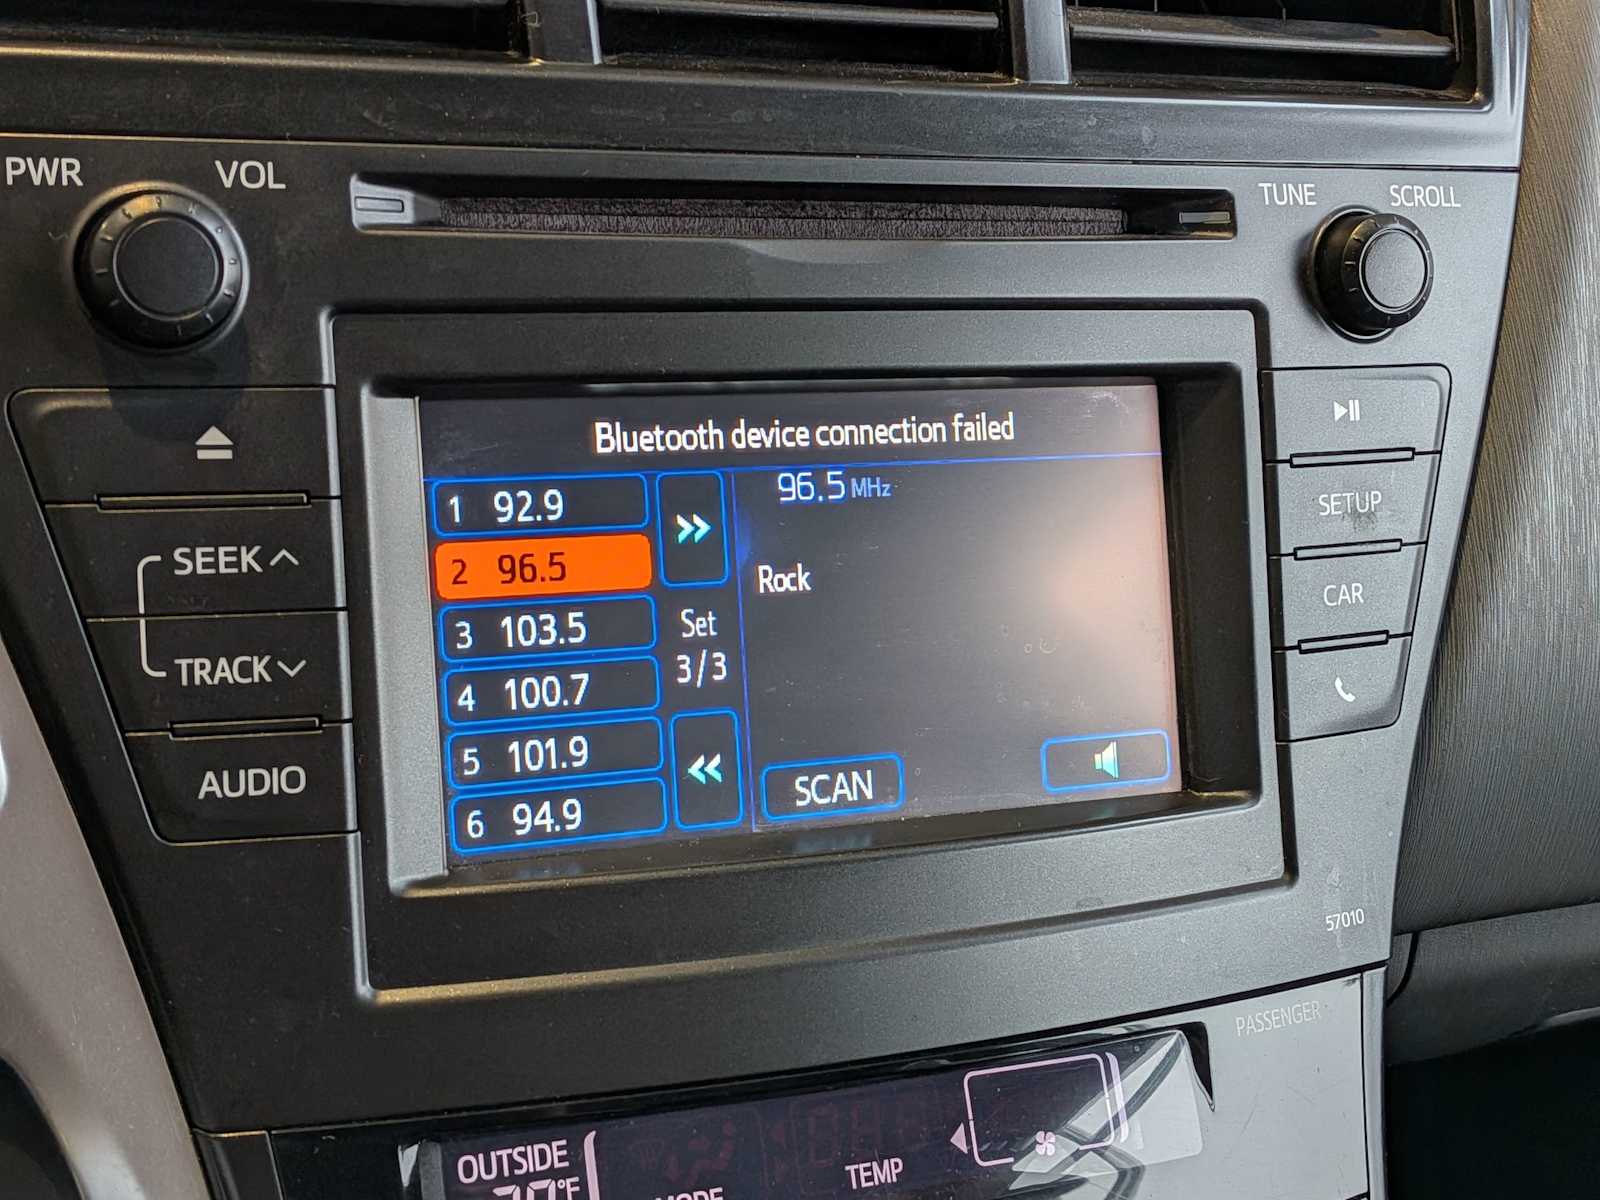 PWR
VOL
TUNE
SCROLL
Bluetooth device connection failed
1 92.9
2 96.5
3 103.5
4 100.7
5 101.9
6 94.9
Set
3/3
96.5 MHz
Rock
SCAN
SEEK
TRACK
AUDIO
SETUP
CAR
57010
PASSENGER
OUTSIDE
°F
MODE
TEMP